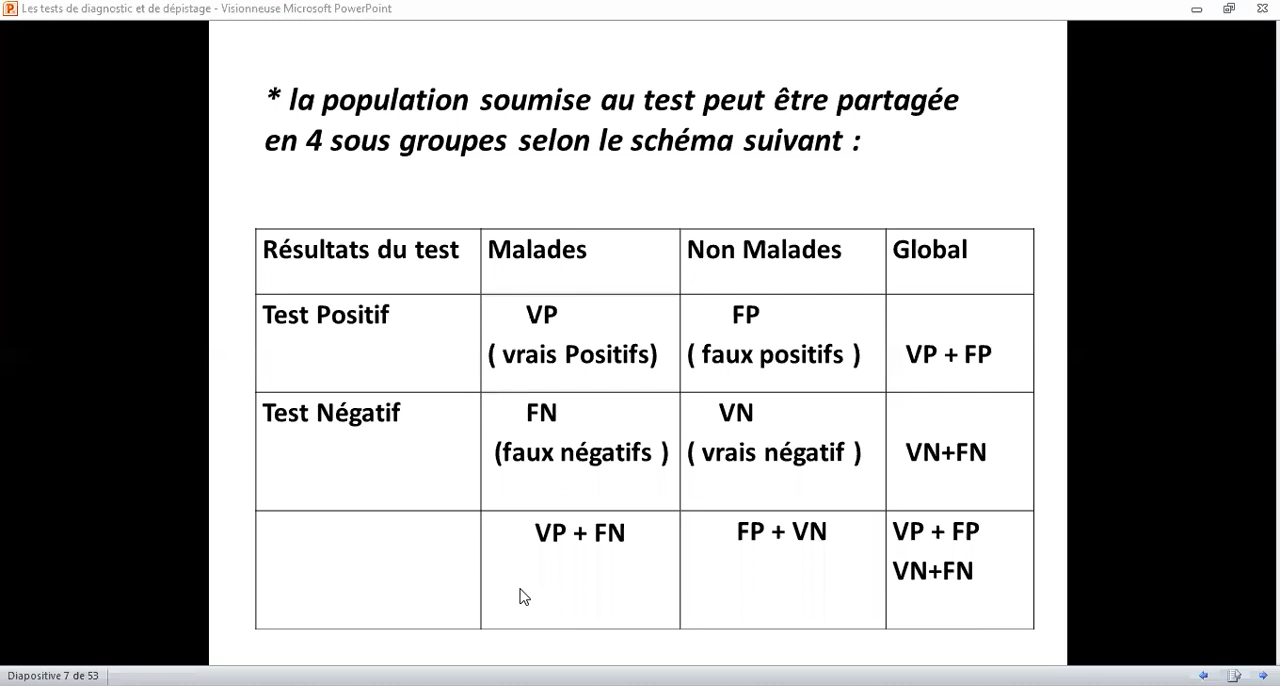 Les tests de diagnostic et de dépistage - Visionneuse Microsoft PowerPoint
* la population soumise au test peut être partagée
en 4 sous groupes selon le schéma suivant :
Résultats du test Malades Non Malades Global
Test Positif VP FP
( vrais Positifs) ( faux positifs ) VP + FP
Test Négatif FN VN
(faux négatifs ) ( vrais négatif ) VN+FN
VP + FN FP + VN VP + FP
VN+FN
Diapositive 7 de 53